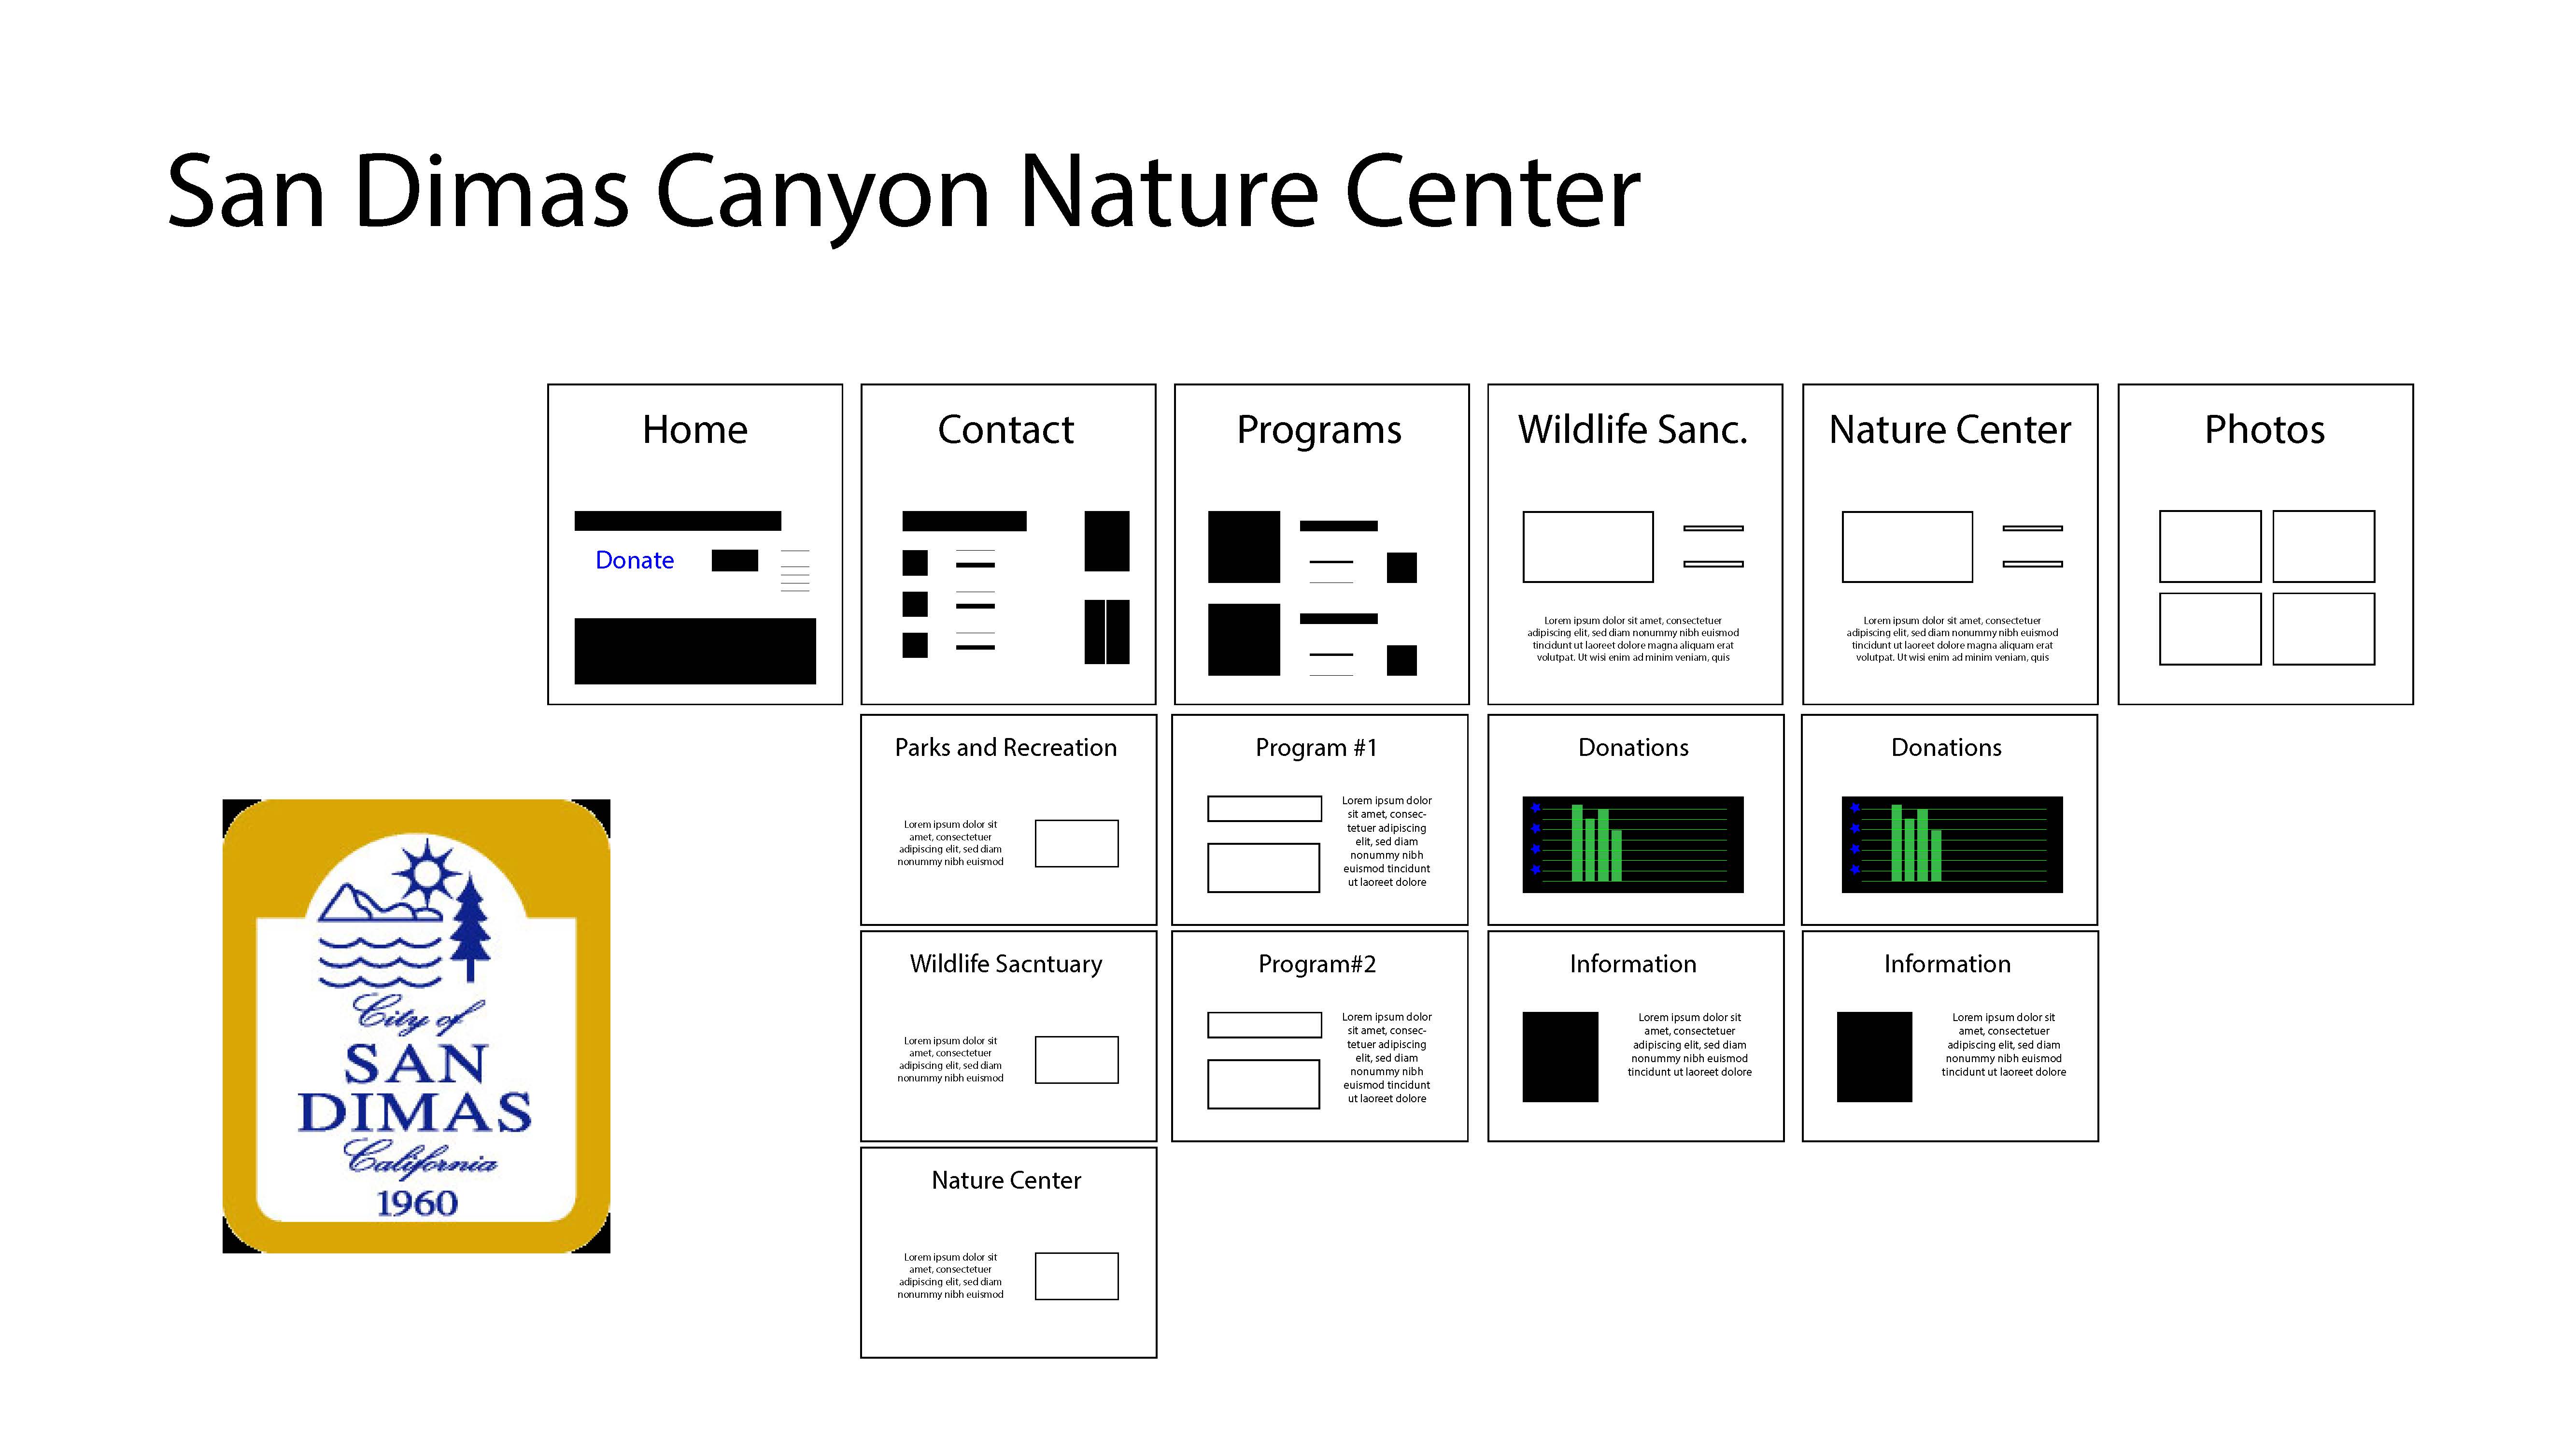 San Dimas Canyon Nature Center
Home
Donate
Contact
Programs
Wildlife Sanc.
Lorem ipsum dolor sit amet, consectetuer
adipiscing elit, sed diam nonummy nibh euismod
tincidunt ut laoreet dolore magna aliquam erat
volutpat. Ut wisi enim ad minim veniam, quis
Nature Center
Lorem ipsum dolor sit amet, consectetuer
adipiscing elit, sed diam nonummy nibh euismod
tincidunt ut laoreet dolore magna aliquam erat
volutpat. Ut wisi enim ad minim veniam, quis
Photos
Parks and Recreation
Lorem ipsum dolor sit
amet, consectetuer
adipiscing elit, sed diam
nonummy nibh euismod
Program #1
Lorem ipsum dolor
sit amet, consec-
tetuer adipiscing
elit, sed diam
nonummy nibh
euismod tincidunt
ut laoreet dolore
Donations
Donations
Wildlife Sacntuary
Lorem ipsum dolor sit
amet, consectetuer
adipiscing elit, sed diam
nonummy nibh euismod
Program#2
Lorem ipsum dolor
sit amet, consec-
tetuer adipiscing
elit, sed diam
nonummy nibh
euismod tincidunt
ut laoreet dolore
Information
Lorem ipsum dolor sit
amet, consectetuer
adipiscing elit, sed diam
nonummy nibh euismod
tincidunt ut laoreet dolore
Information
Lorem ipsum dolor sit
amet, consectetuer
adipiscing elit, sed diam
nonummy nibh euismod
tincidunt ut laoreet dolore
Nature Center
Lorem ipsum dolor sit
amet, consectetuer
adipiscing elit, sed diam
nonummy nibh euismod
City of
SAN
DIMAS
California
1960